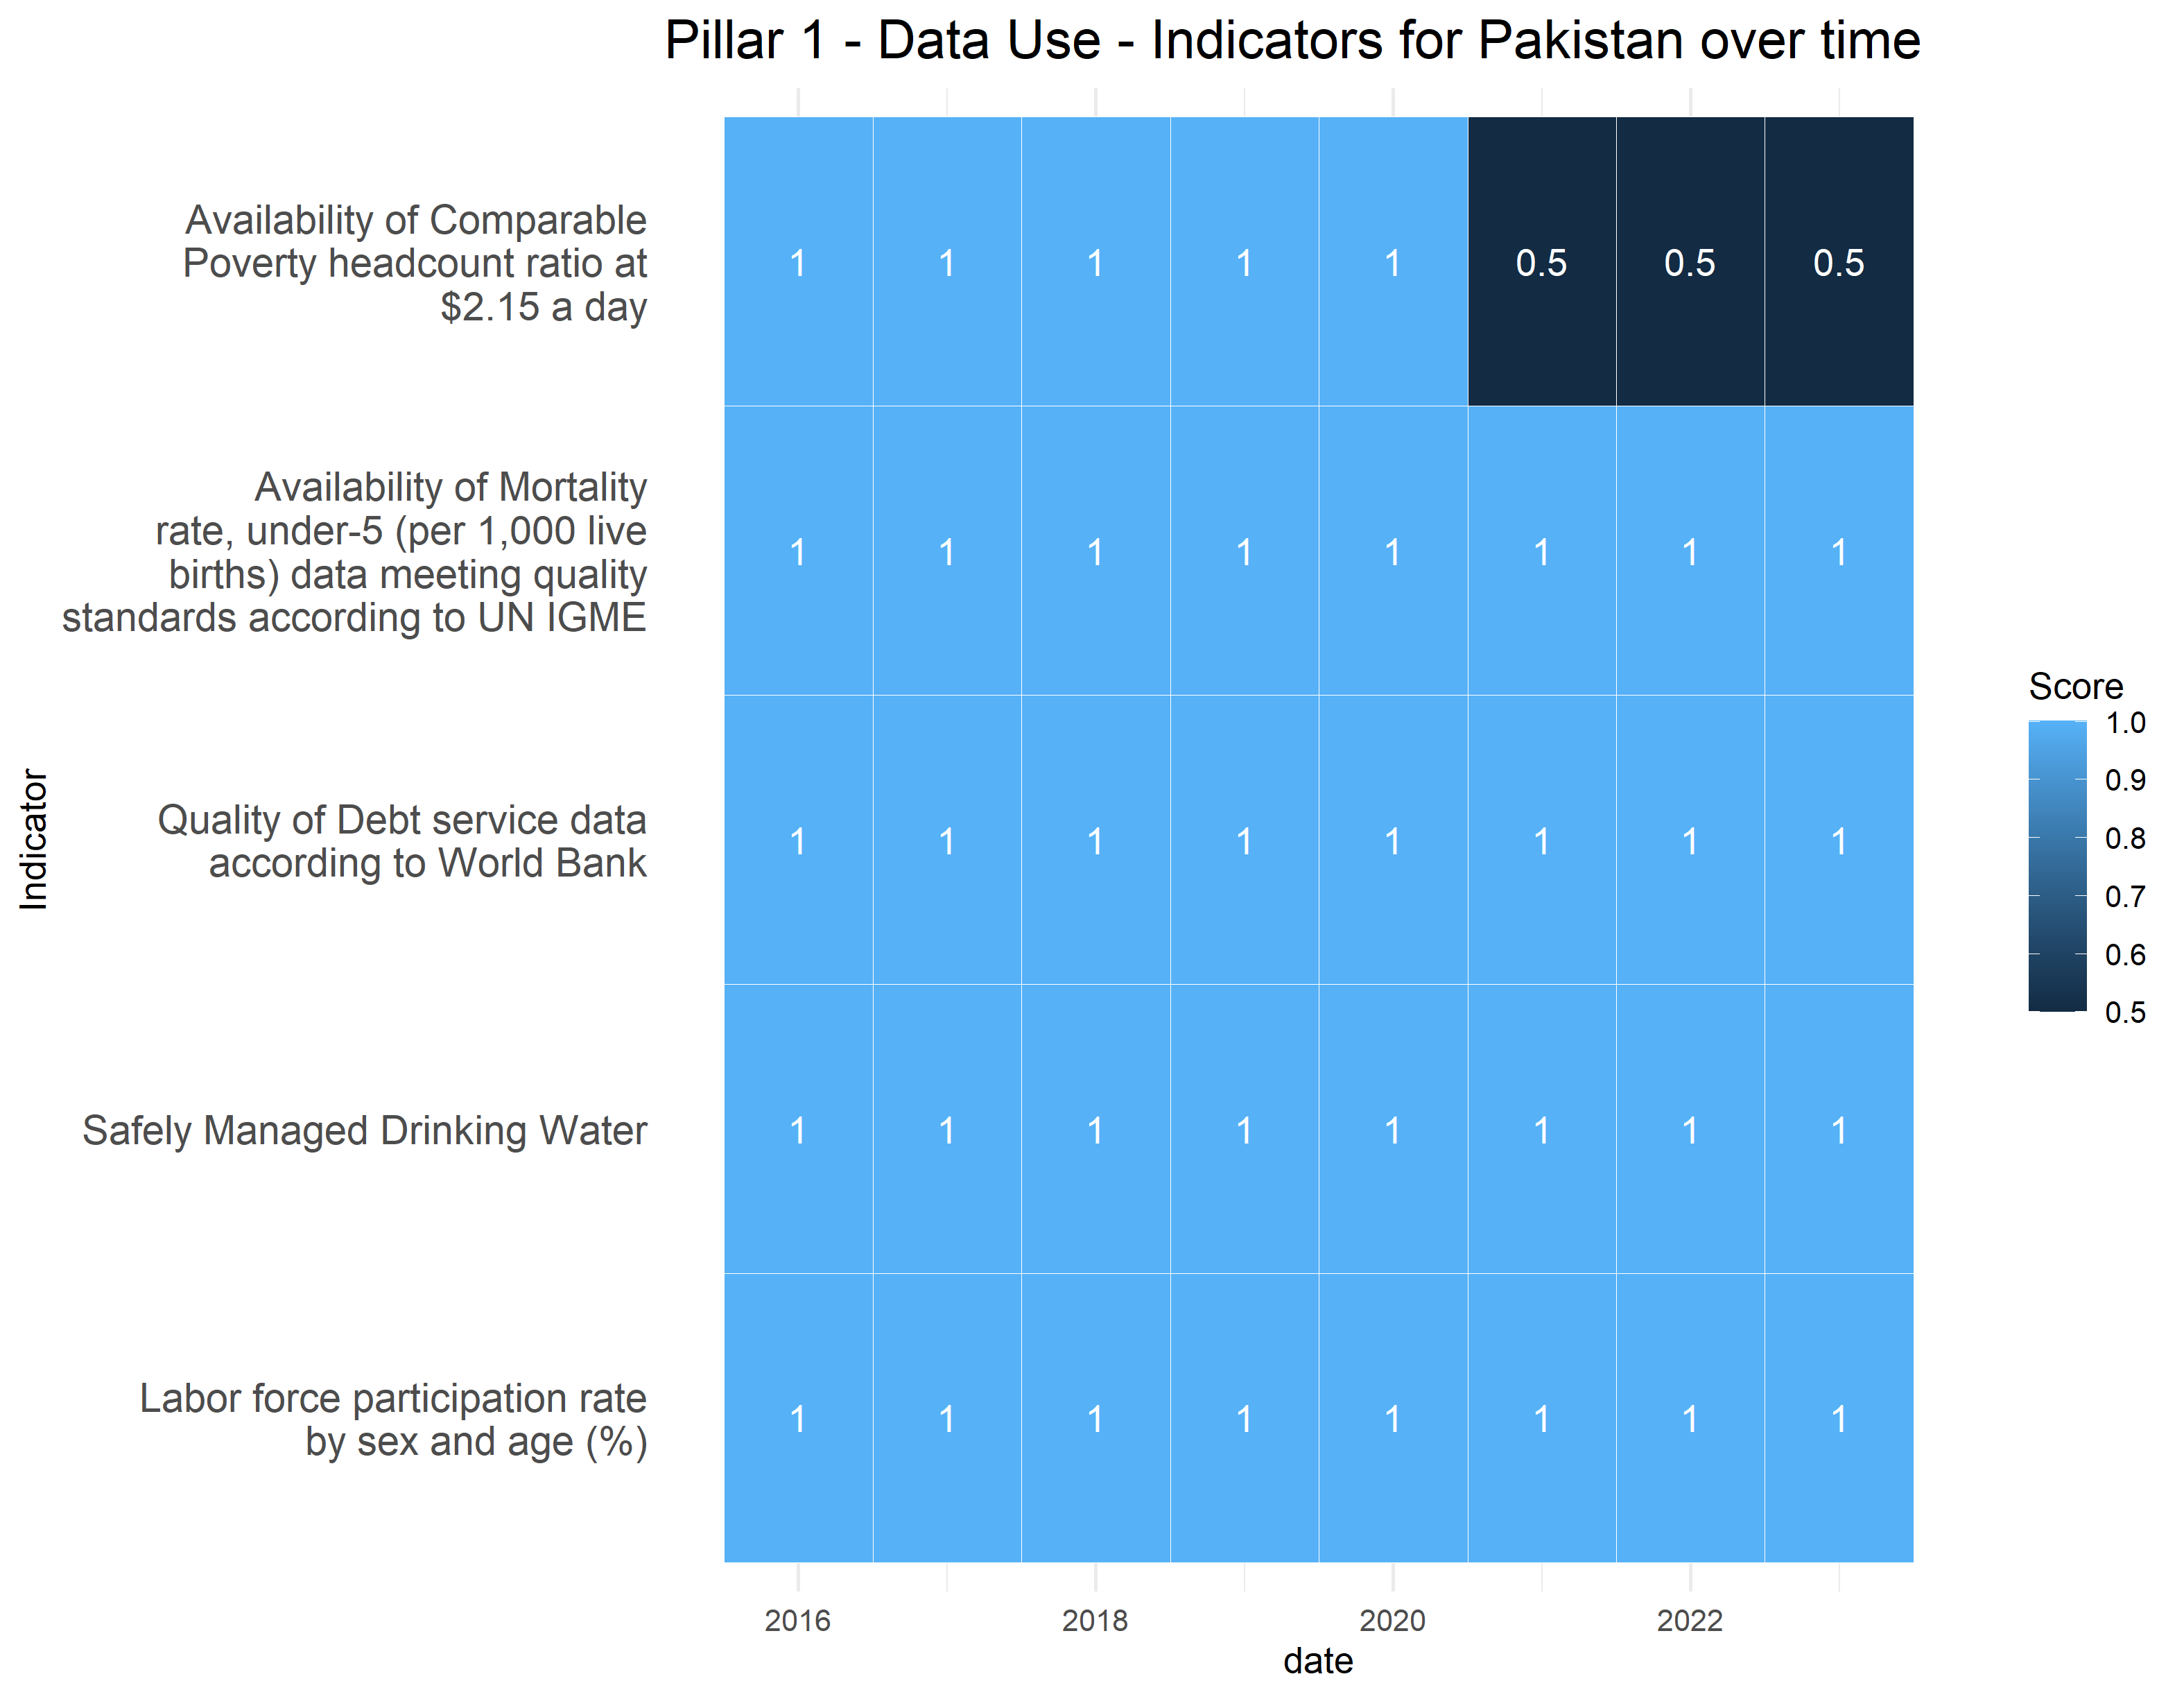 Pillar 1 - Data Use - Indicators for Pakistan over time
Indicator
Availability of Comparable
Poverty headcount ratio at
$2.15 a day
1 1 1 1 1 0.5 0.5 0.5
Availability of Mortality
rate, under-5 (per 1,000 live
births) data meeting quality
standards according to UN IGME
1 1 1 1 1 1 1 1
Quality of Debt service data
according to World Bank
1 1 1 1 1 1 1 1
Safely Managed Drinking Water
1 1 1 1 1 1 1 1
Labor force participation rate
by sex and age (%)
1 1 1 1 1 1 1 1
2016 2018 2020 2022
date
Score
1.0
0.9
0.8
0.7
0.6
0.5